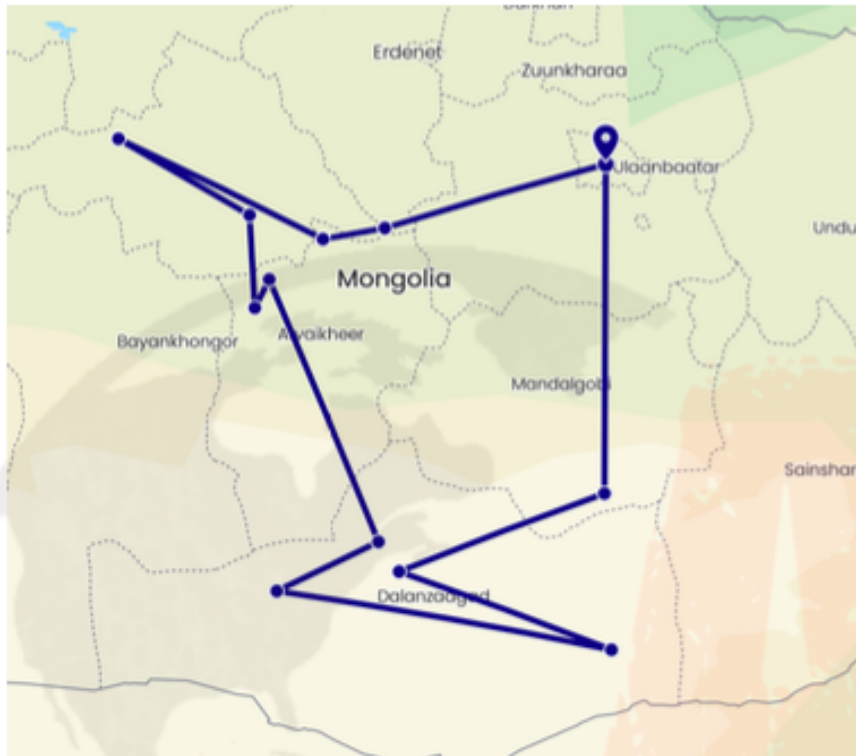 Erdenet
Zuunkharaa
Ulaanbaatar
Undu
Mongolia
Bayankhongor
Arvaikheer
Mandalgobi
Sainshan
Dalanzadgad